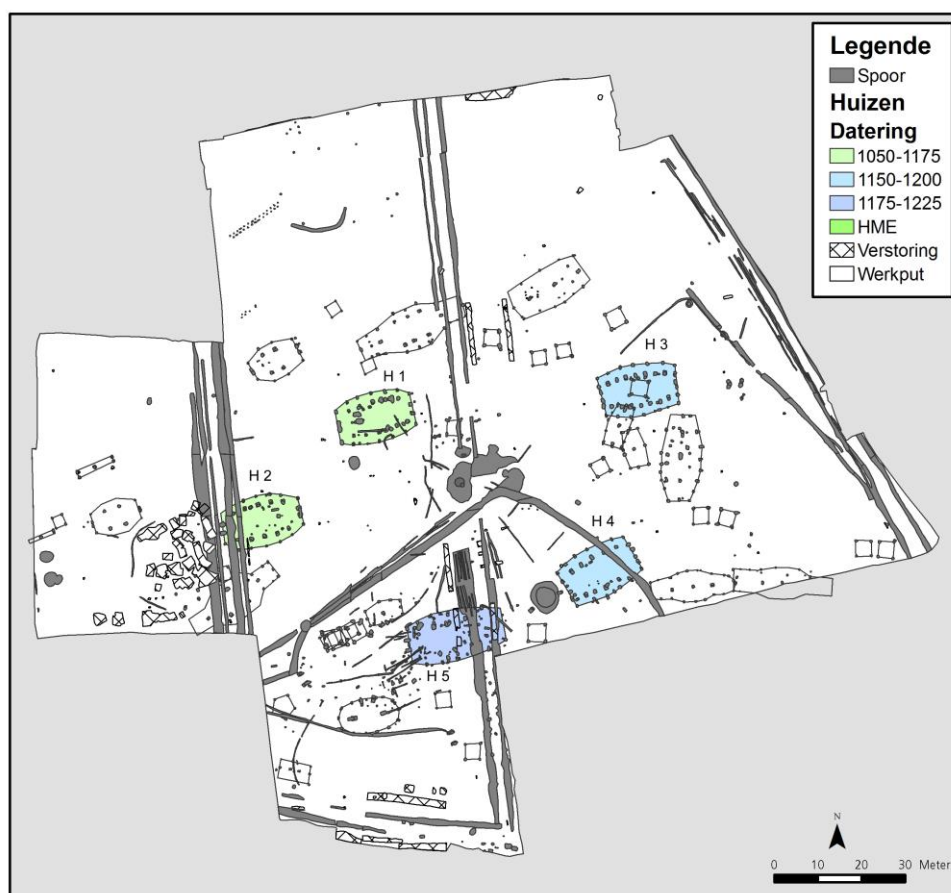 Legende
Spoor
Huizen
Datering
1050-1175
1150-1200
1175-1225
HME
Verstoring
Werkput
H 3
H 1
H 2
H 4
H 5
N
0 10 20 30 Meter